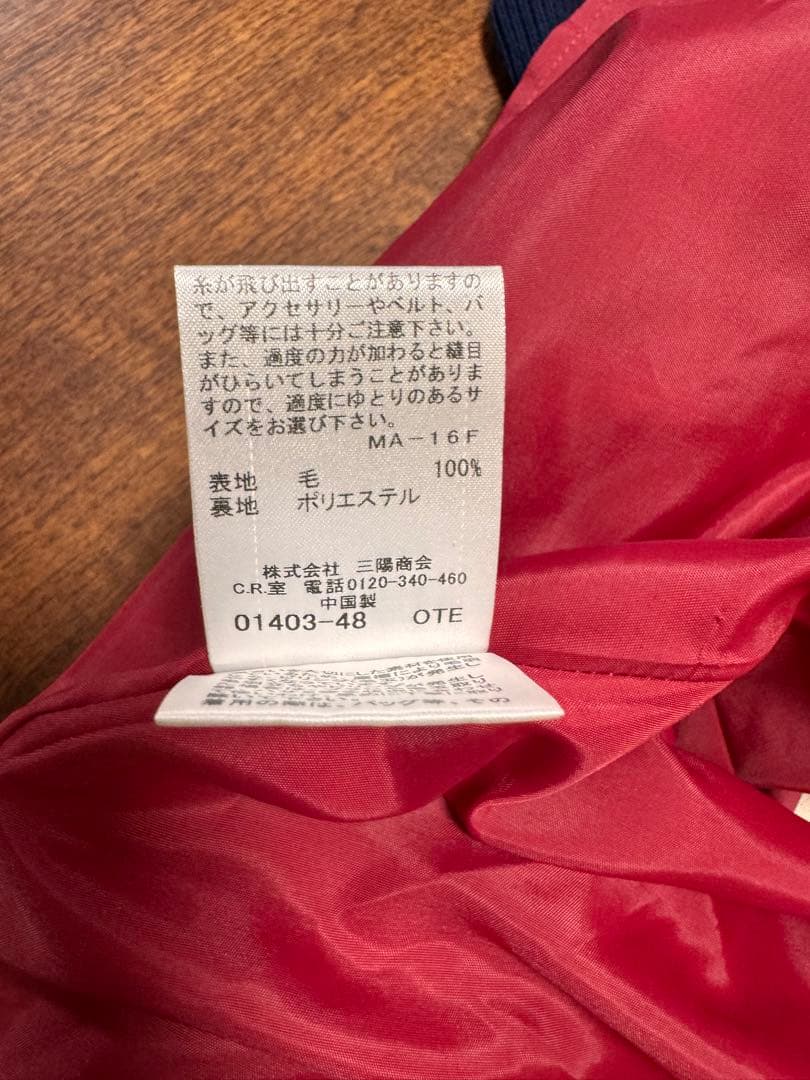 糸が飛び出すことがありますの
で、アクセサリーやベルト、バ
ッグ等には十分ご注意下さい。
また、過度の力が加わると縫目
がひらいてしまうことがありま
すので、適度にゆとりのあるサ
イズをお選び下さい。
MA-16F
表地 毛 100%
裏地 ポリエステル
株式会社 三陽商会
C.R.室 電話0120-340-460
中国製
01403-48 OTE